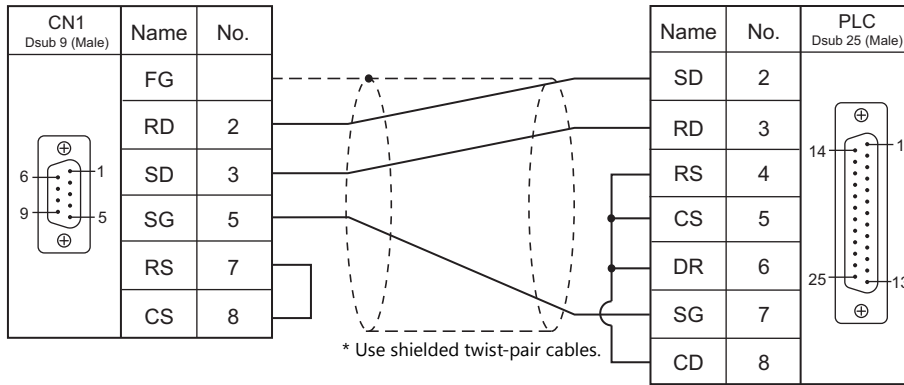 CN1
Dsub 9 (Male)
Name No.
FG
RD 2
SD 3
SG 5
RS 7
CS 8
6
1
9
5
* Use shielded twist-pair cables.
Name No.
SD 2
RD 3
RS 4
CS 5
DR 6
SG 7
CD 8
PLC
Dsub 25 (Male)
14
1
25
13